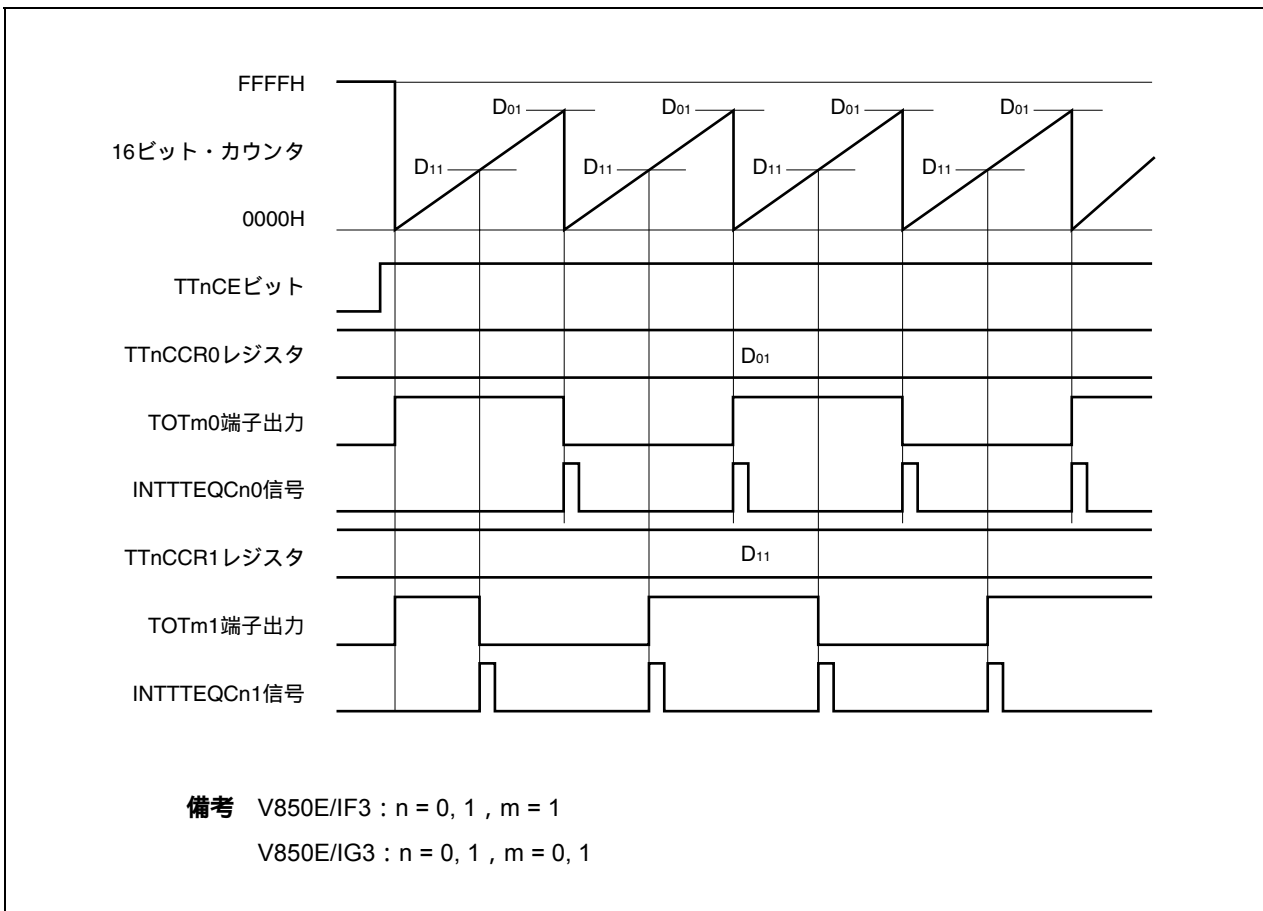 FFFFH
D01 D01 D01 D01
16ビット・カウンタ
D11 D11 D11 D11
0000H
TTnCEビット
TTnCCR0レジスタ D01
TOTm0端子出力
INTTTEQCn0信号
TTnCCR1レジスタ D11
TOTm1端子出力
INTTTEQCn1信号
備考 V850E/IF3：n = 0, 1 , m = 1
V850E/IG3：n = 0, 1 , m = 0, 1